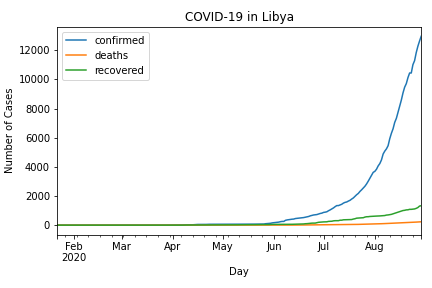 COVID-19 in Libya
confirmed
deaths
recovered
Number of Cases
12000
10000
8000
6000
4000
2000
0
Feb Mar Apr May Jun Jul Aug
2020
Day